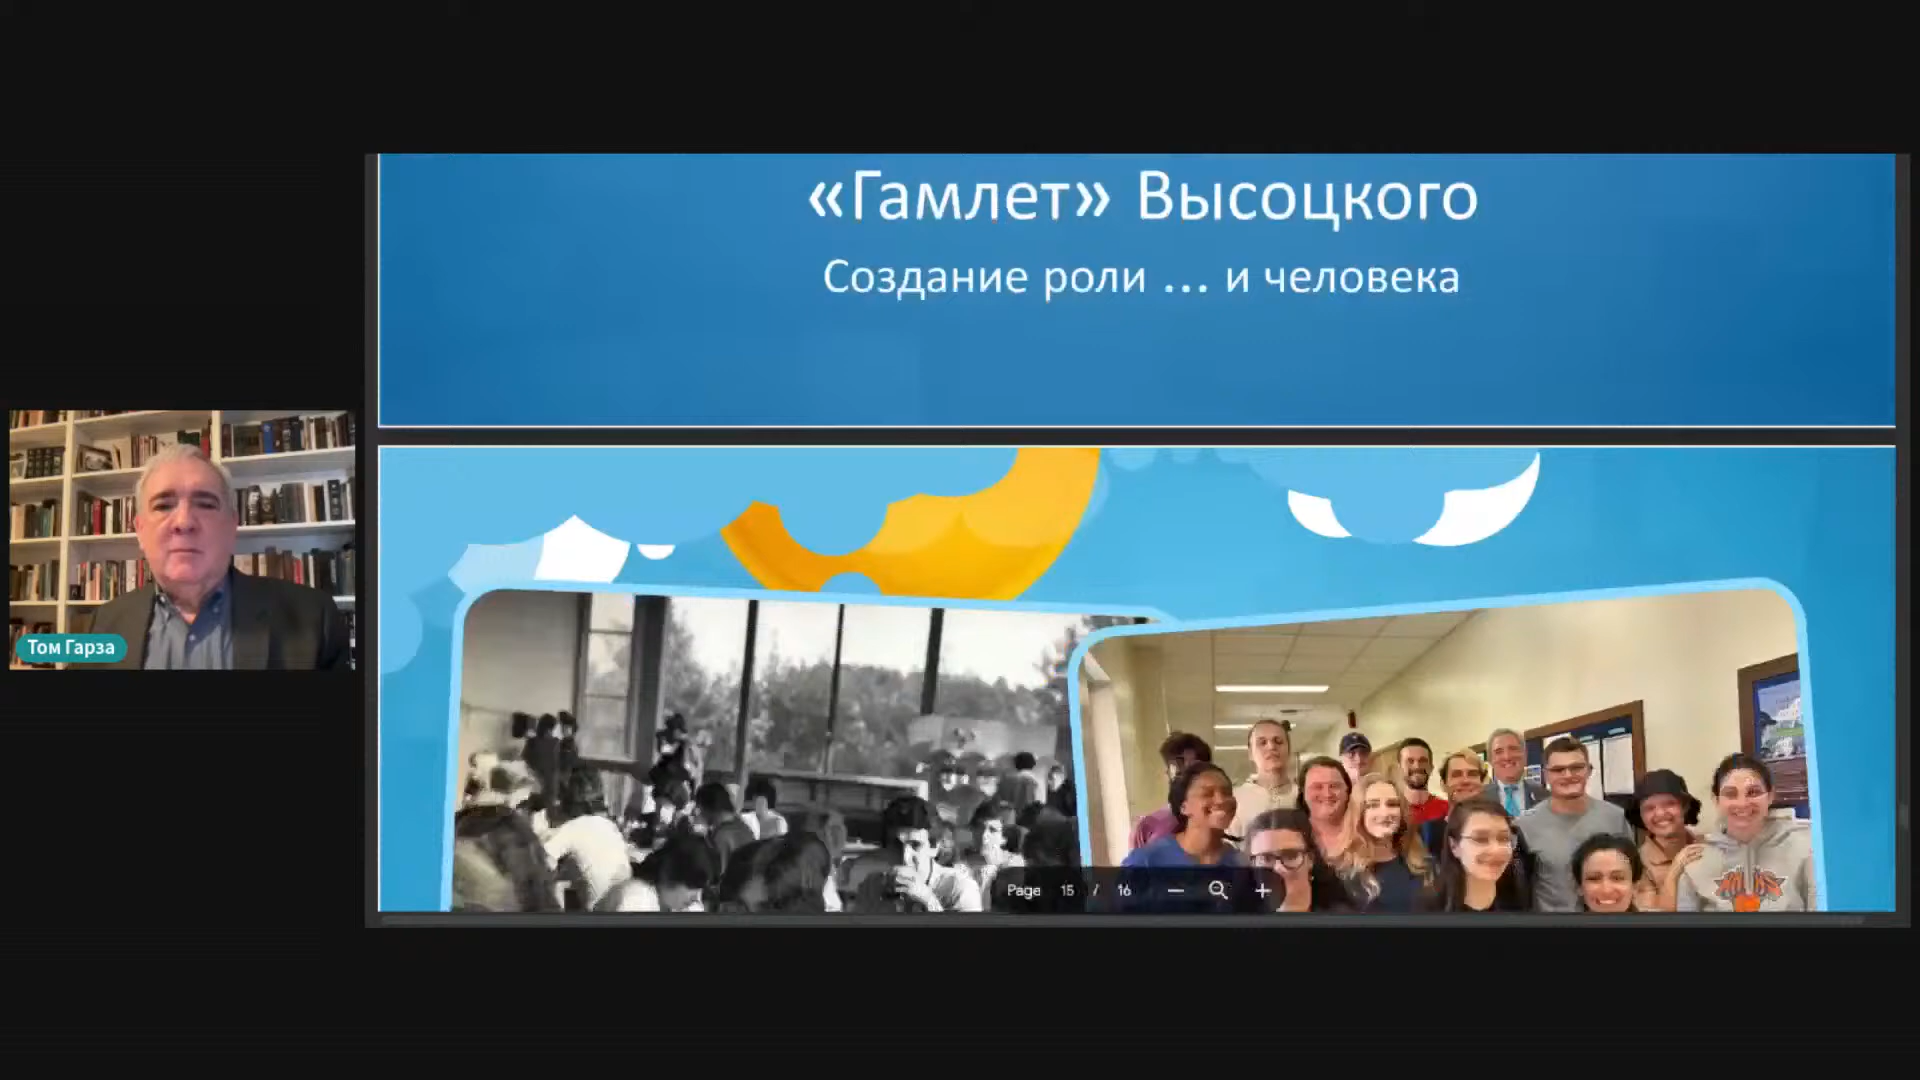 «Гамлет» Высоцкого
Создание роли ... и человека
Том Гарза
Page 15 / 16